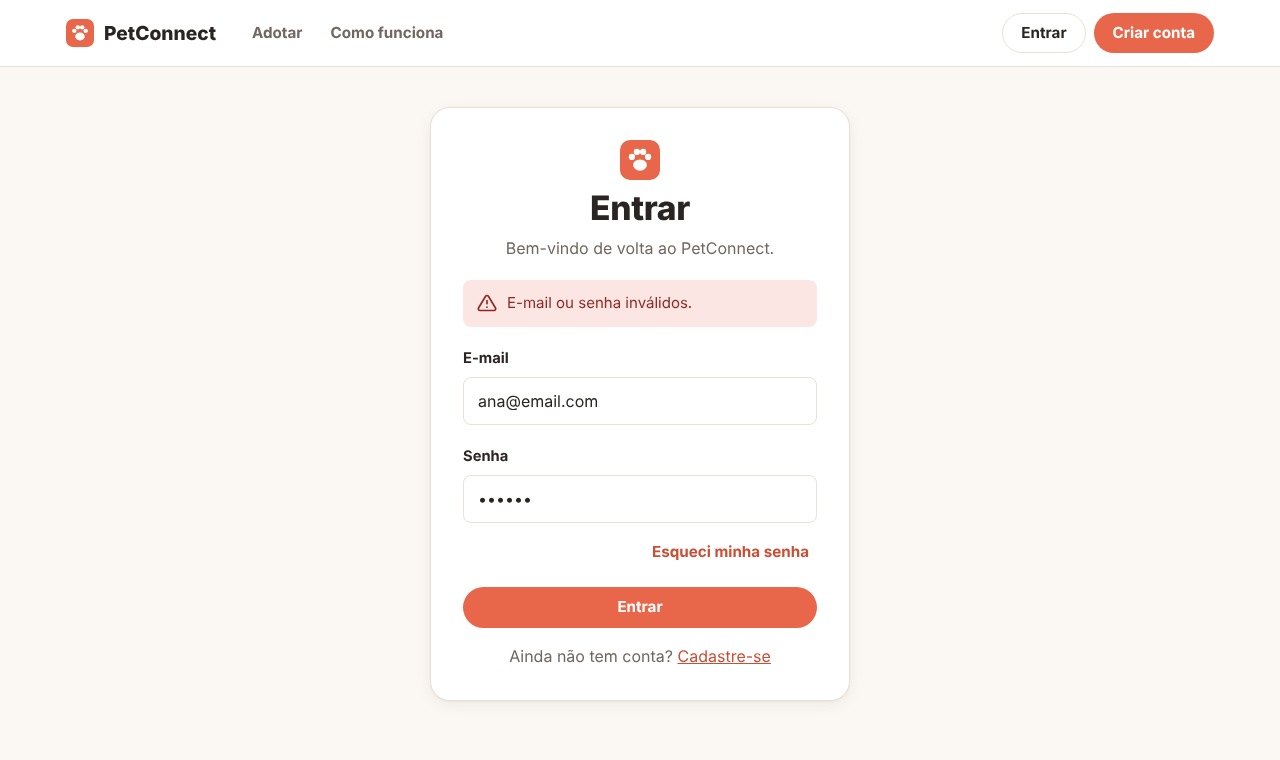 PetConnect Adotar Como funciona Entrar Criar conta
Entrar
Bem-vindo de volta ao PetConnect.
E-mail ou senha inválidos.
E-mail
ana@email.com
Senha
••••••
Esqueci minha senha
Entrar
Ainda não tem conta? Cadastre-se